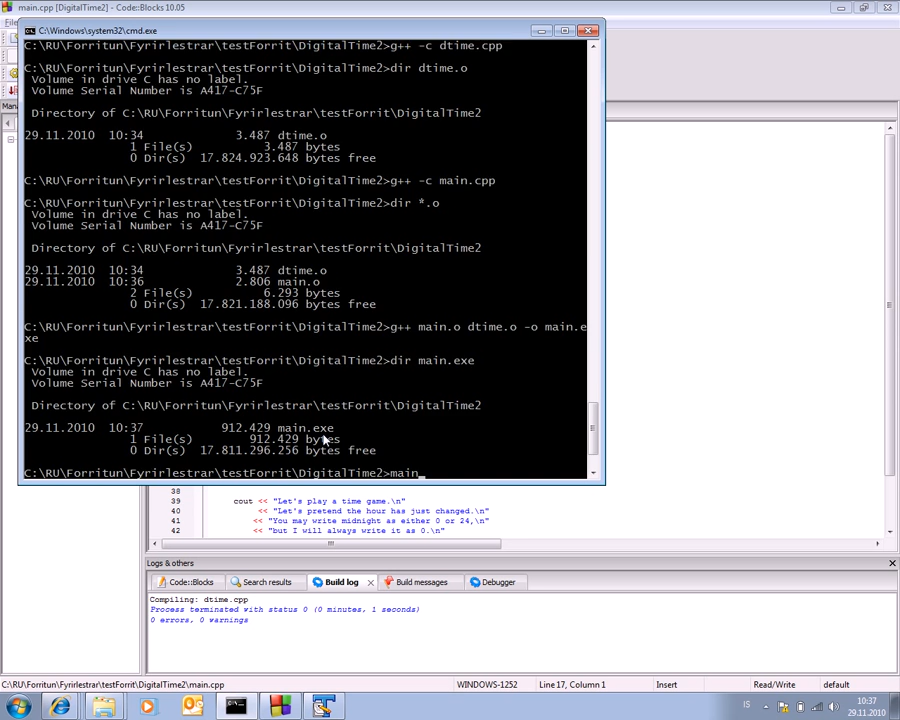 main.cpp [DigitalTime2] - Code::Blocks 10.05
C:\Windows\system32\cmd.exe
C:\RU\Forritun\Fyrirlestrar\testForrit\DigitalTime2>g++ -c dtime.cpp
C:\RU\Forritun\Fyrirlestrar\testForrit\DigitalTime2>dir dtime.o
Volume in drive C has no label.
Volume Serial Number is A417-C75F
Directory of C:\RU\Forritun\Fyrirlestrar\testForrit\DigitalTime2
29.11.2010 10:34 3.487 dtime.o
1 File(s) 3.487 bytes
0 Dir(s) 17.824.923.648 bytes free
C:\RU\Forritun\Fyrirlestrar\testForrit\DigitalTime2>g++ -c main.cpp
C:\RU\Forritun\Fyrirlestrar\testForrit\DigitalTime2>dir *.o
Volume in drive C has no label.
Volume Serial Number is A417-C75F
Directory of C:\RU\Forritun\Fyrirlestrar\testForrit\DigitalTime2
29.11.2010 10:34 3.487 dtime.o
29.11.2010 10:36 2.806 main.o
2 File(s) 6.293 bytes
0 Dir(s) 17.821.188.096 bytes free
C:\RU\Forritun\Fyrirlestrar\testForrit\DigitalTime2>g++ main.o dtime.o -o main.e
xe
C:\RU\Forritun\Fyrirlestrar\testForrit\DigitalTime2>dir main.exe
Volume in drive C has no label.
Volume Serial Number is A417-C75F
Directory of C:\RU\Forritun\Fyrirlestrar\testForrit\DigitalTime2
29.11.2010 10:37 912.429 main.exe
1 File(s) 912.429 bytes
0 Dir(s) 17.811.296.256 bytes free
C:\RU\Forritun\Fyrirlestrar\testForrit\DigitalTime2>main_
38
39 cout << "Let's play a time game.\n"
40 << "Let's pretend the hour has just changed.\n"
41 << "You may write midnight as either 0 or 24,\n"
42 << "but I will always write it as 0.\n"
Logs & others
Code::Blocks Search results Build log Build messages Debugger
Compiling: dtime.cpp
Process terminated with status 0 (0 minutes, 1 seconds)
0 errors, 0 warnings
C:\RU\Forritun\Fyrirlestrar\testForrit\DigitalTime2\main.cpp WINDOWS-1252 Line 17, Column 1 Insert Read/Write default
IS 10:37
29.11.2010